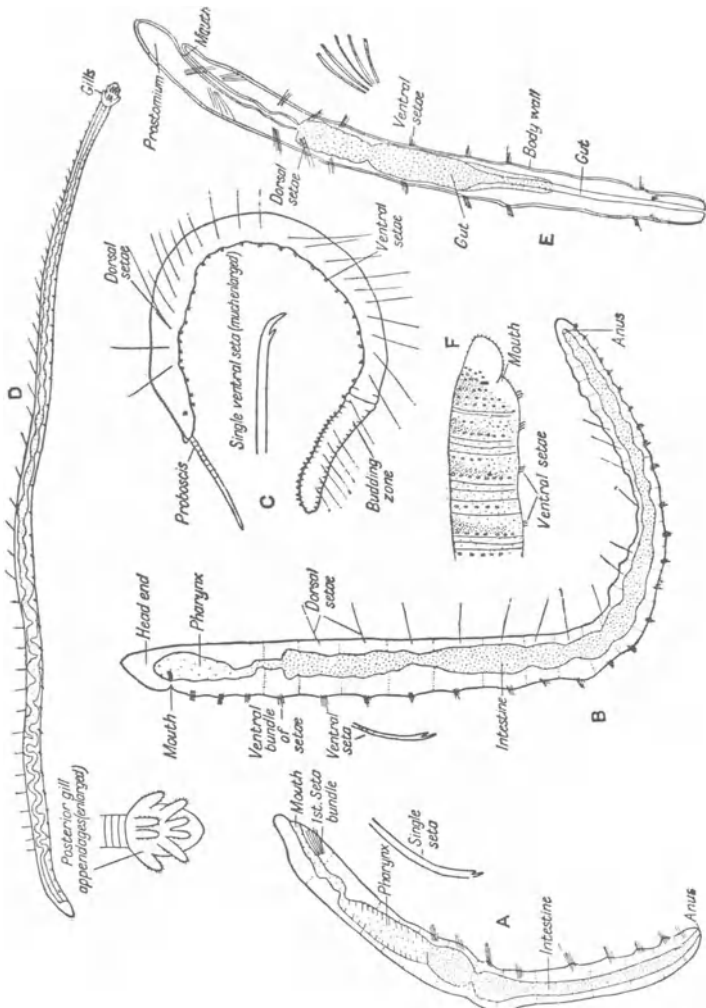 D
Gills
Posterior gill
appendages (enlarged)
Dorsal
setae
Proboscis
C
Single ventral seta (much enlarged)
Ventral
setae
Budding
zone
Prostomium
Mouth
Dorsal
setae
Ventral
setae
Gut
Body wall
Gut
E
F
Mouth
Ventral setae
Head end
Pharynx
Mouth
Dorsal
setae
Ventral
bundle
of
setae
Ventral
seta
Intestine
B
Anus
Mouth
1st. Seta
bundle
Pharynx
Single
seta
A
Intestine
Anus